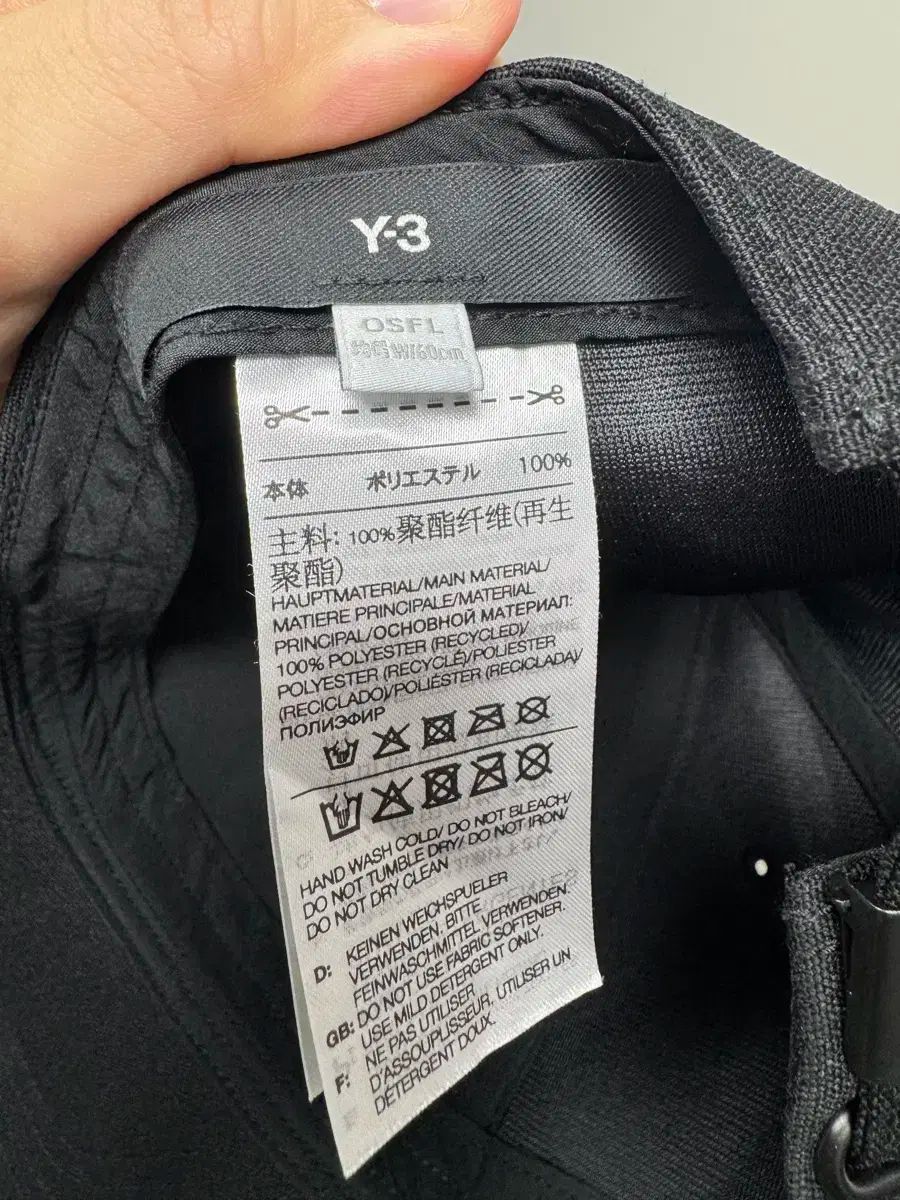 Y-3
OSFL
本体 ポリエステル 100%
主料: 100%聚酯纤维(再生
聚酯)
HAUPTMATERIAL/MAIN MATERIAL/
MATIERE PRINCIPALE/MATERIAL
PRINCIPAL/ОСНОВНОЙ МАТЕРИАЛ:
100% POLYESTER (RECYCLED)/
POLYESTER (RECYCLÉ)/POLIESTER
(RECICLADO)/POLIÉSTER (RECICLADA)/
ПОЛИЭФИР
HAND WASH COLD/ DO NOT BLEACH/
DO NOT TUMBLE DRY/ DO NOT IRON/
DO NOT DRY CLEAN
D: KEINEN WEICHSPUELER
VERWENDEN. BITTE
FEINWASCHMITTEL VERWENDEN.
GB: DO NOT USE FABRIC SOFTENER.
USE MILD DETERGENT ONLY.
F: NE PAS UTILISER
D'ASSOUPLISSEUR, UTILISER UN
DETERGENT DOUX.